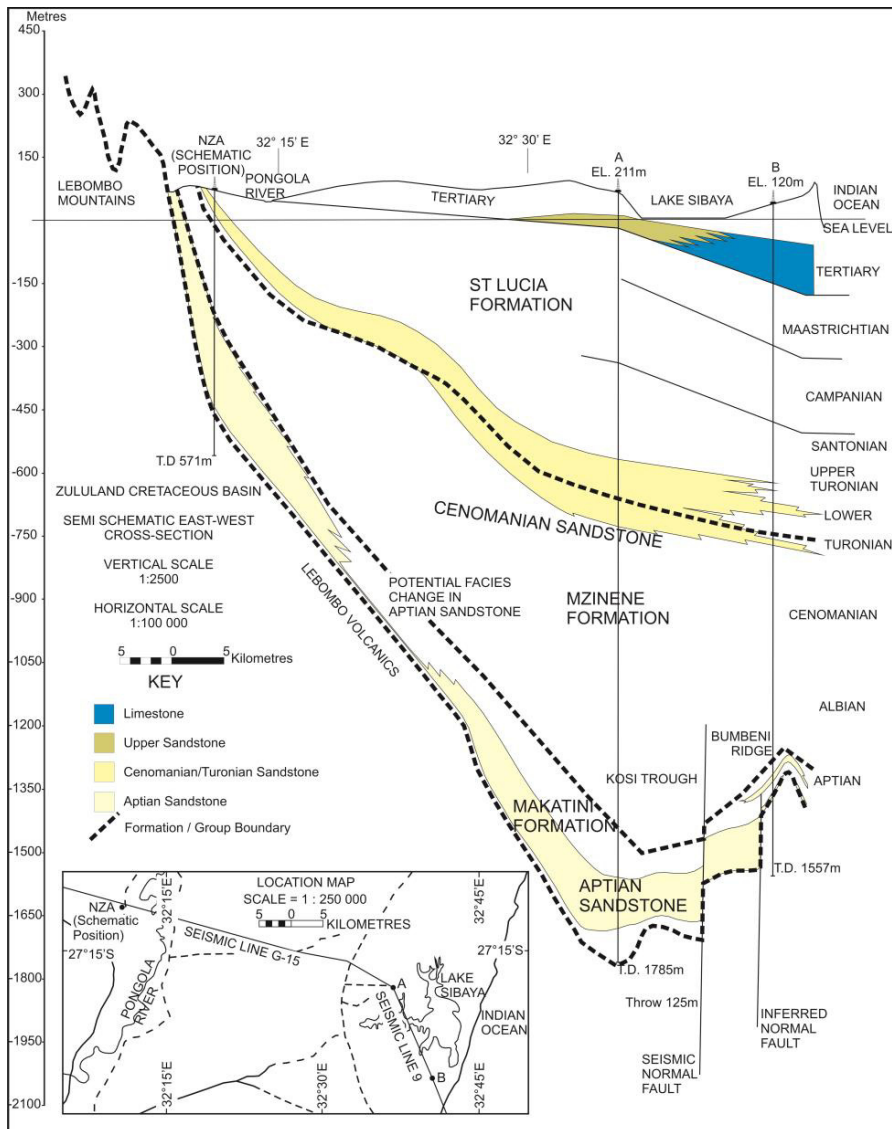 Metres
450
300
150
-150
-300
-450
-600
-750
-900
-1050
-1200
-1350
-1500
-1650
-1800
-1950
-2100
LEBOMBO
MOUNTAINS
NZA
(SCHEMATIC
POSITION)
32° 15' E
PONGOLA
RIVER
TERTIARY
32° 30' E
A
EL. 211m
LAKE SIBAYA
B
EL. 120m
INDIAN
OCEAN
SEA LEVEL
TERTIARY
ST LUCIA
FORMATION
MAASTRICHTIAN
CAMPANIAN
SANTONIAN
UPPER
TURONIAN
LOWER
TURONIAN
CENOMANIAN
ALBIAN
APTIAN
T.D 571m
ZULULAND CRETACEOUS BASIN
SEMI SCHEMATIC EAST-WEST
CROSS-SECTION
VERTICAL SCALE
1:2500
HORIZONTAL SCALE
1:100 000
5 0 5
Kilometres
CENOMANIAN SANDSTONE
LEBOMBO VOLCANICS
POTENTIAL FACIES
CHANGE IN
APTIAN SANDSTONE
MZINENE
FORMATION
KEY
Limestone
Upper Sandstone
Cenomanian/Turonian Sandstone
Aptian Sandstone
Formation / Group Boundary
BUMBENI
RIDGE
KOSI TROUGH
MAKATINI
FORMATION
APTIAN
SANDSTONE
T.D. 1557m
T.D. 1785m
Throw 125m
SEISMIC
NORMAL
FAULT
INFERRED
NORMAL FAULT
LOCATION MAP
SCALE = 1 : 250 000
5 0 5
KILOMETRES
NZA
(Schematic
Position)
32°15'E
32°45'E
27°15'S
27°15'S
SEISMIC LINE G-15
PONGOLA
RIVER
A
LAKE
SIBAYA
SEISMIC LINE 9
INDIAN
OCEAN
B
32°15'E
32°30'E
32°45'E